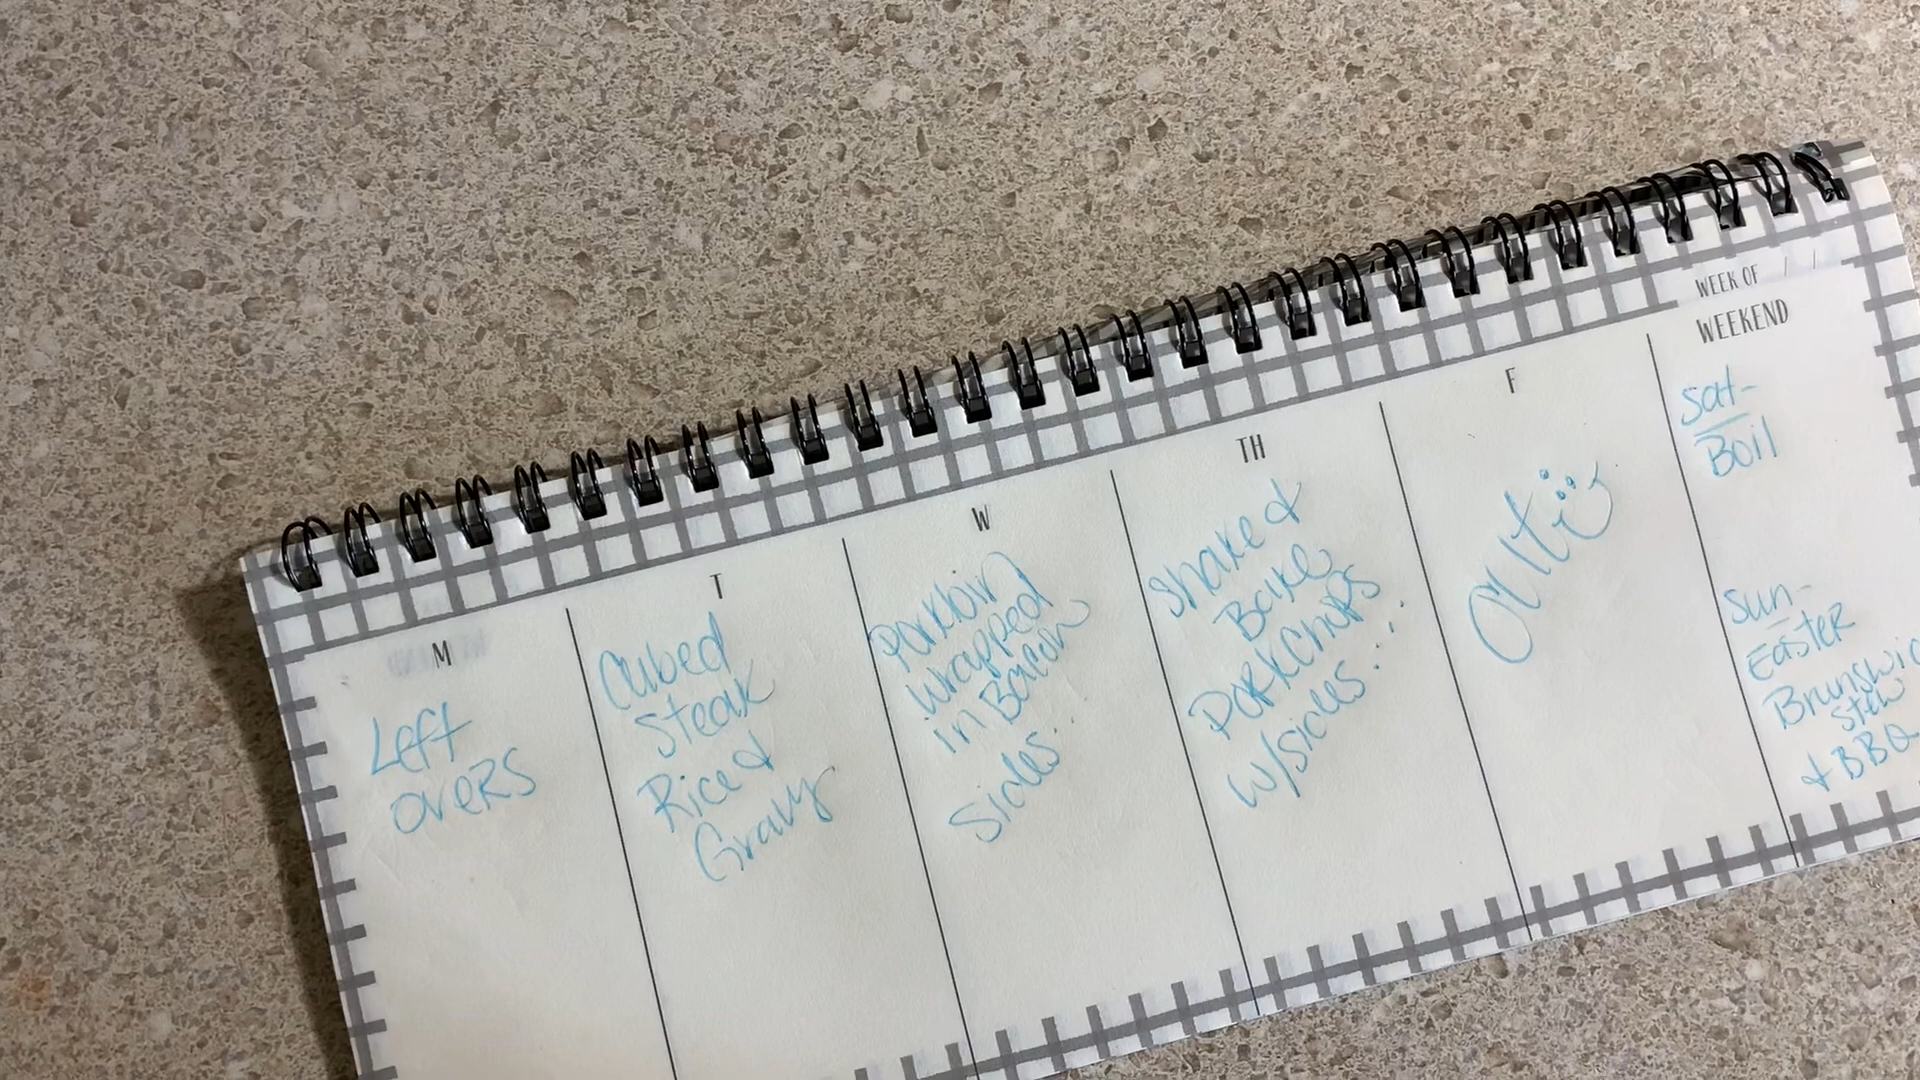 WEEK OF / /
M
Left
overs
T
Cubed
Steak
Rice &
Gravy
W
Porkloin
wrapped
in Bacon
Sides..
TH
Shake &
Bake
PorkChops
w/sides...
F
Out
WEEKEND
Sat-
Boil
Sun-
Easter
Brunswic
Stew
& BBQ